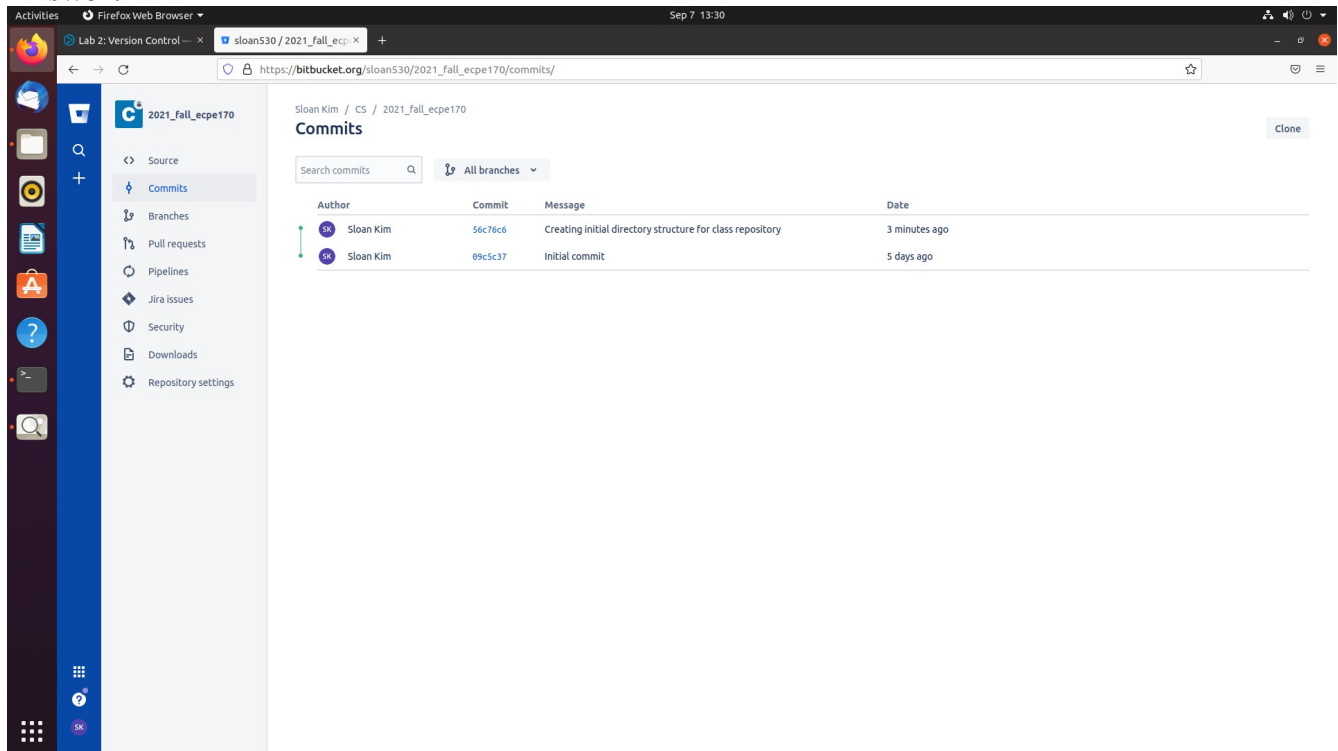 Activities Firefox Web Browser Sep 7 13:30
Lab 2: Version Control — sloan530 / 2021_fall_ecp
https://bitbucket.org/sloan530/2021_fall_ecpe170/commits/
C 2021_fall_ecpe170
Sloan Kim / CS / 2021_fall_ecpe170
Commits
Clone
Source
Commits
Branches
Pull requests
Pipelines
Jira issues
Security
Downloads
Repository settings
Search commits All branches
Author Commit Message Date
SK Sloan Kim 56c76c6 Creating initial directory structure for class repository 3 minutes ago
SK Sloan Kim 09c5c37 Initial commit 5 days ago
SK